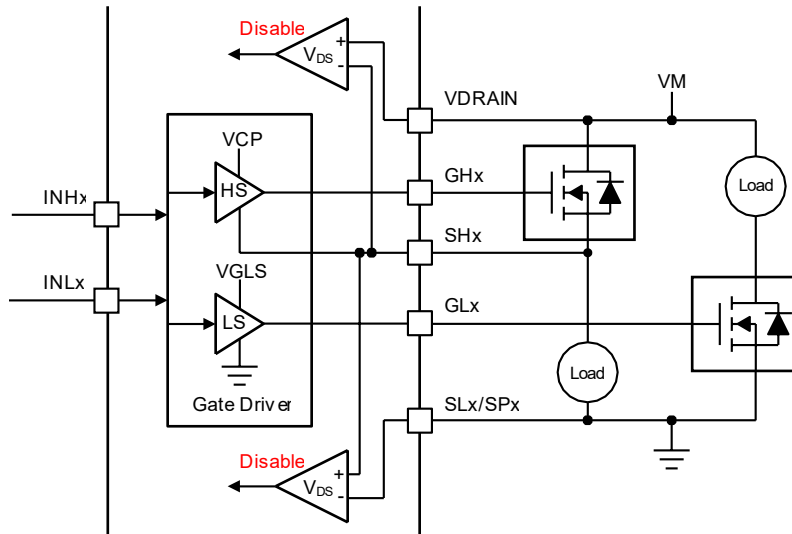 Disable
+
VDS
-
VDRAIN
VM
VCP
HS
GHx
Load
INHx
SHx
VGLS
INLx
LS
GLx
Load
Gate Driver
SLx/SPx
Disable
+
VDS
-